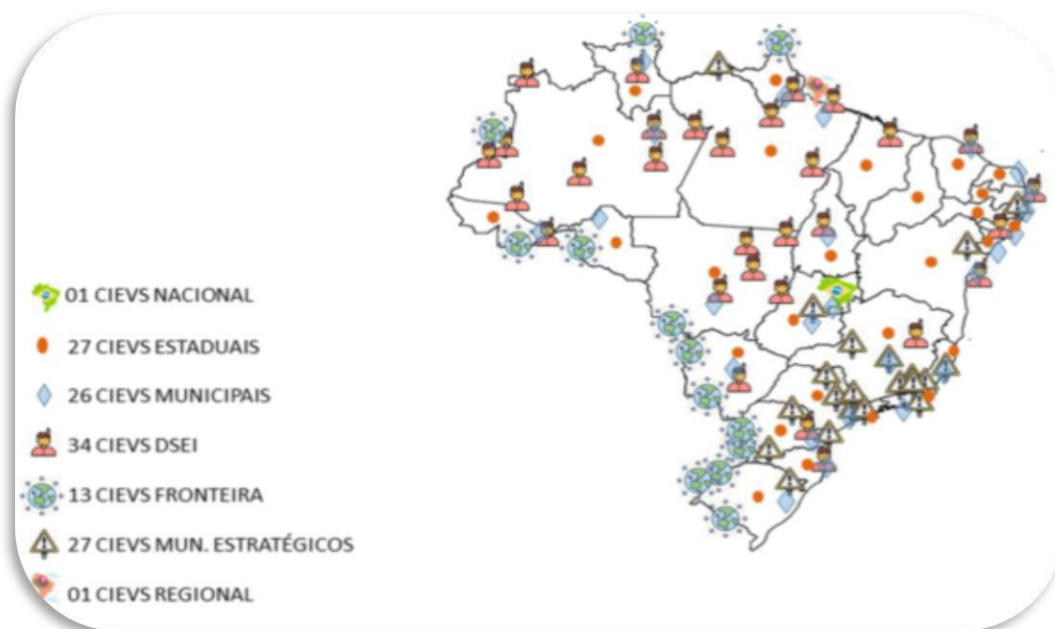 01 CIEVS NACIONAL
27 CIEVS ESTADUAIS
26 CIEVS MUNICIPAIS
34 CIEVS DSEI
13 CIEVS FRONTEIRA
27 CIEVS MUN. ESTRATÉGICOS
01 CIEVS REGIONAL